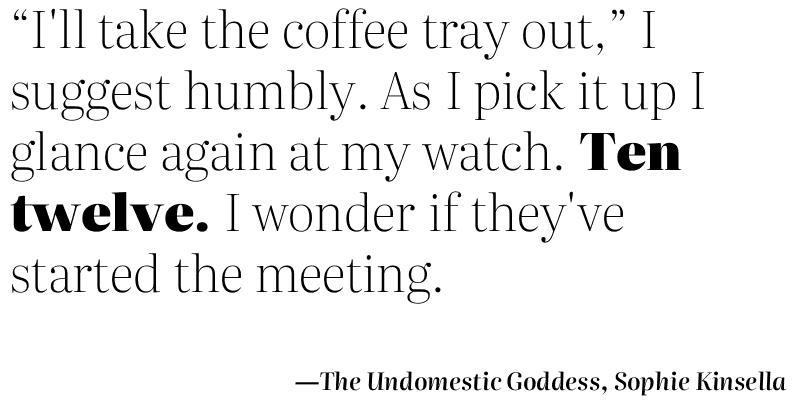 “I'll take the coffee tray out,” I
suggest humbly. As I pick it up I
glance again at my watch. Ten
twelve. I wonder if they've
started the meeting.
—The Undomestic Goddess, Sophie Kinsella